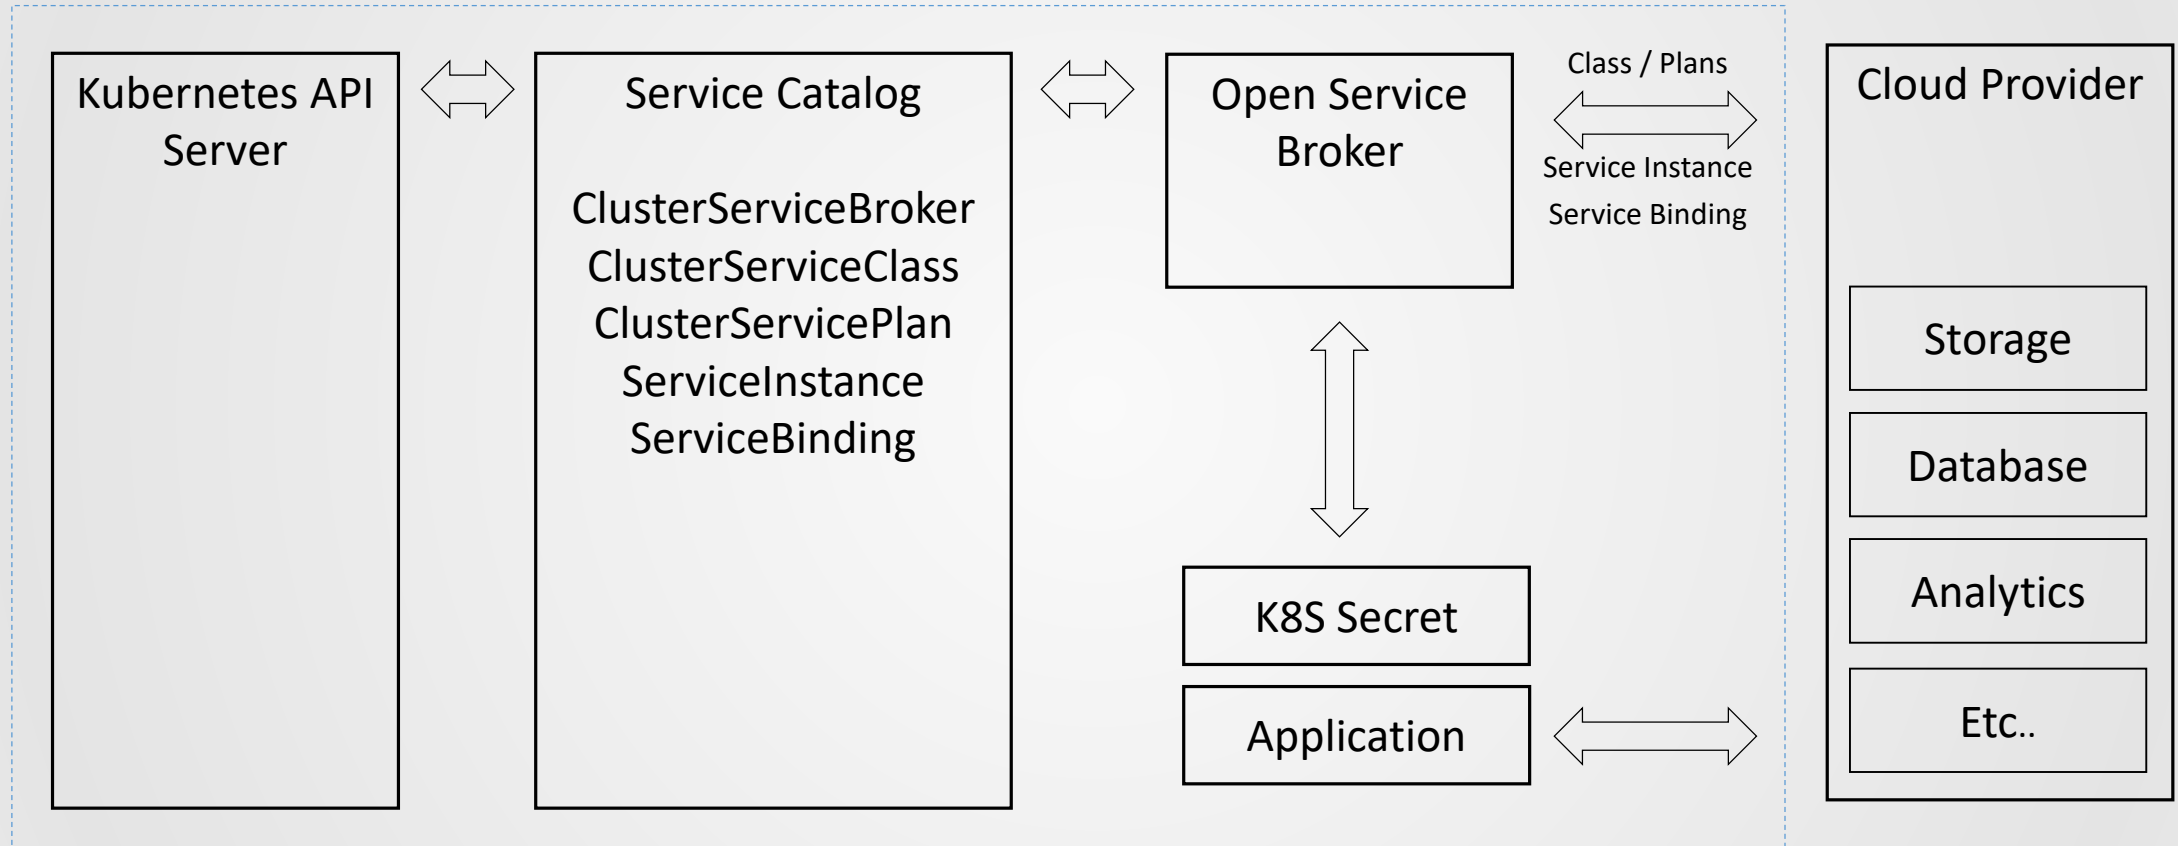 Kubernetes API
Server
Service Catalog
ClusterServiceBroker
ClusterServiceClass
ClusterServicePlan
ServiceInstance
ServiceBinding
Open Service
Broker
Class / Plans
Service Instance
Service Binding
K8S Secret
Application
Cloud Provider
Storage
Database
Analytics
Etc..